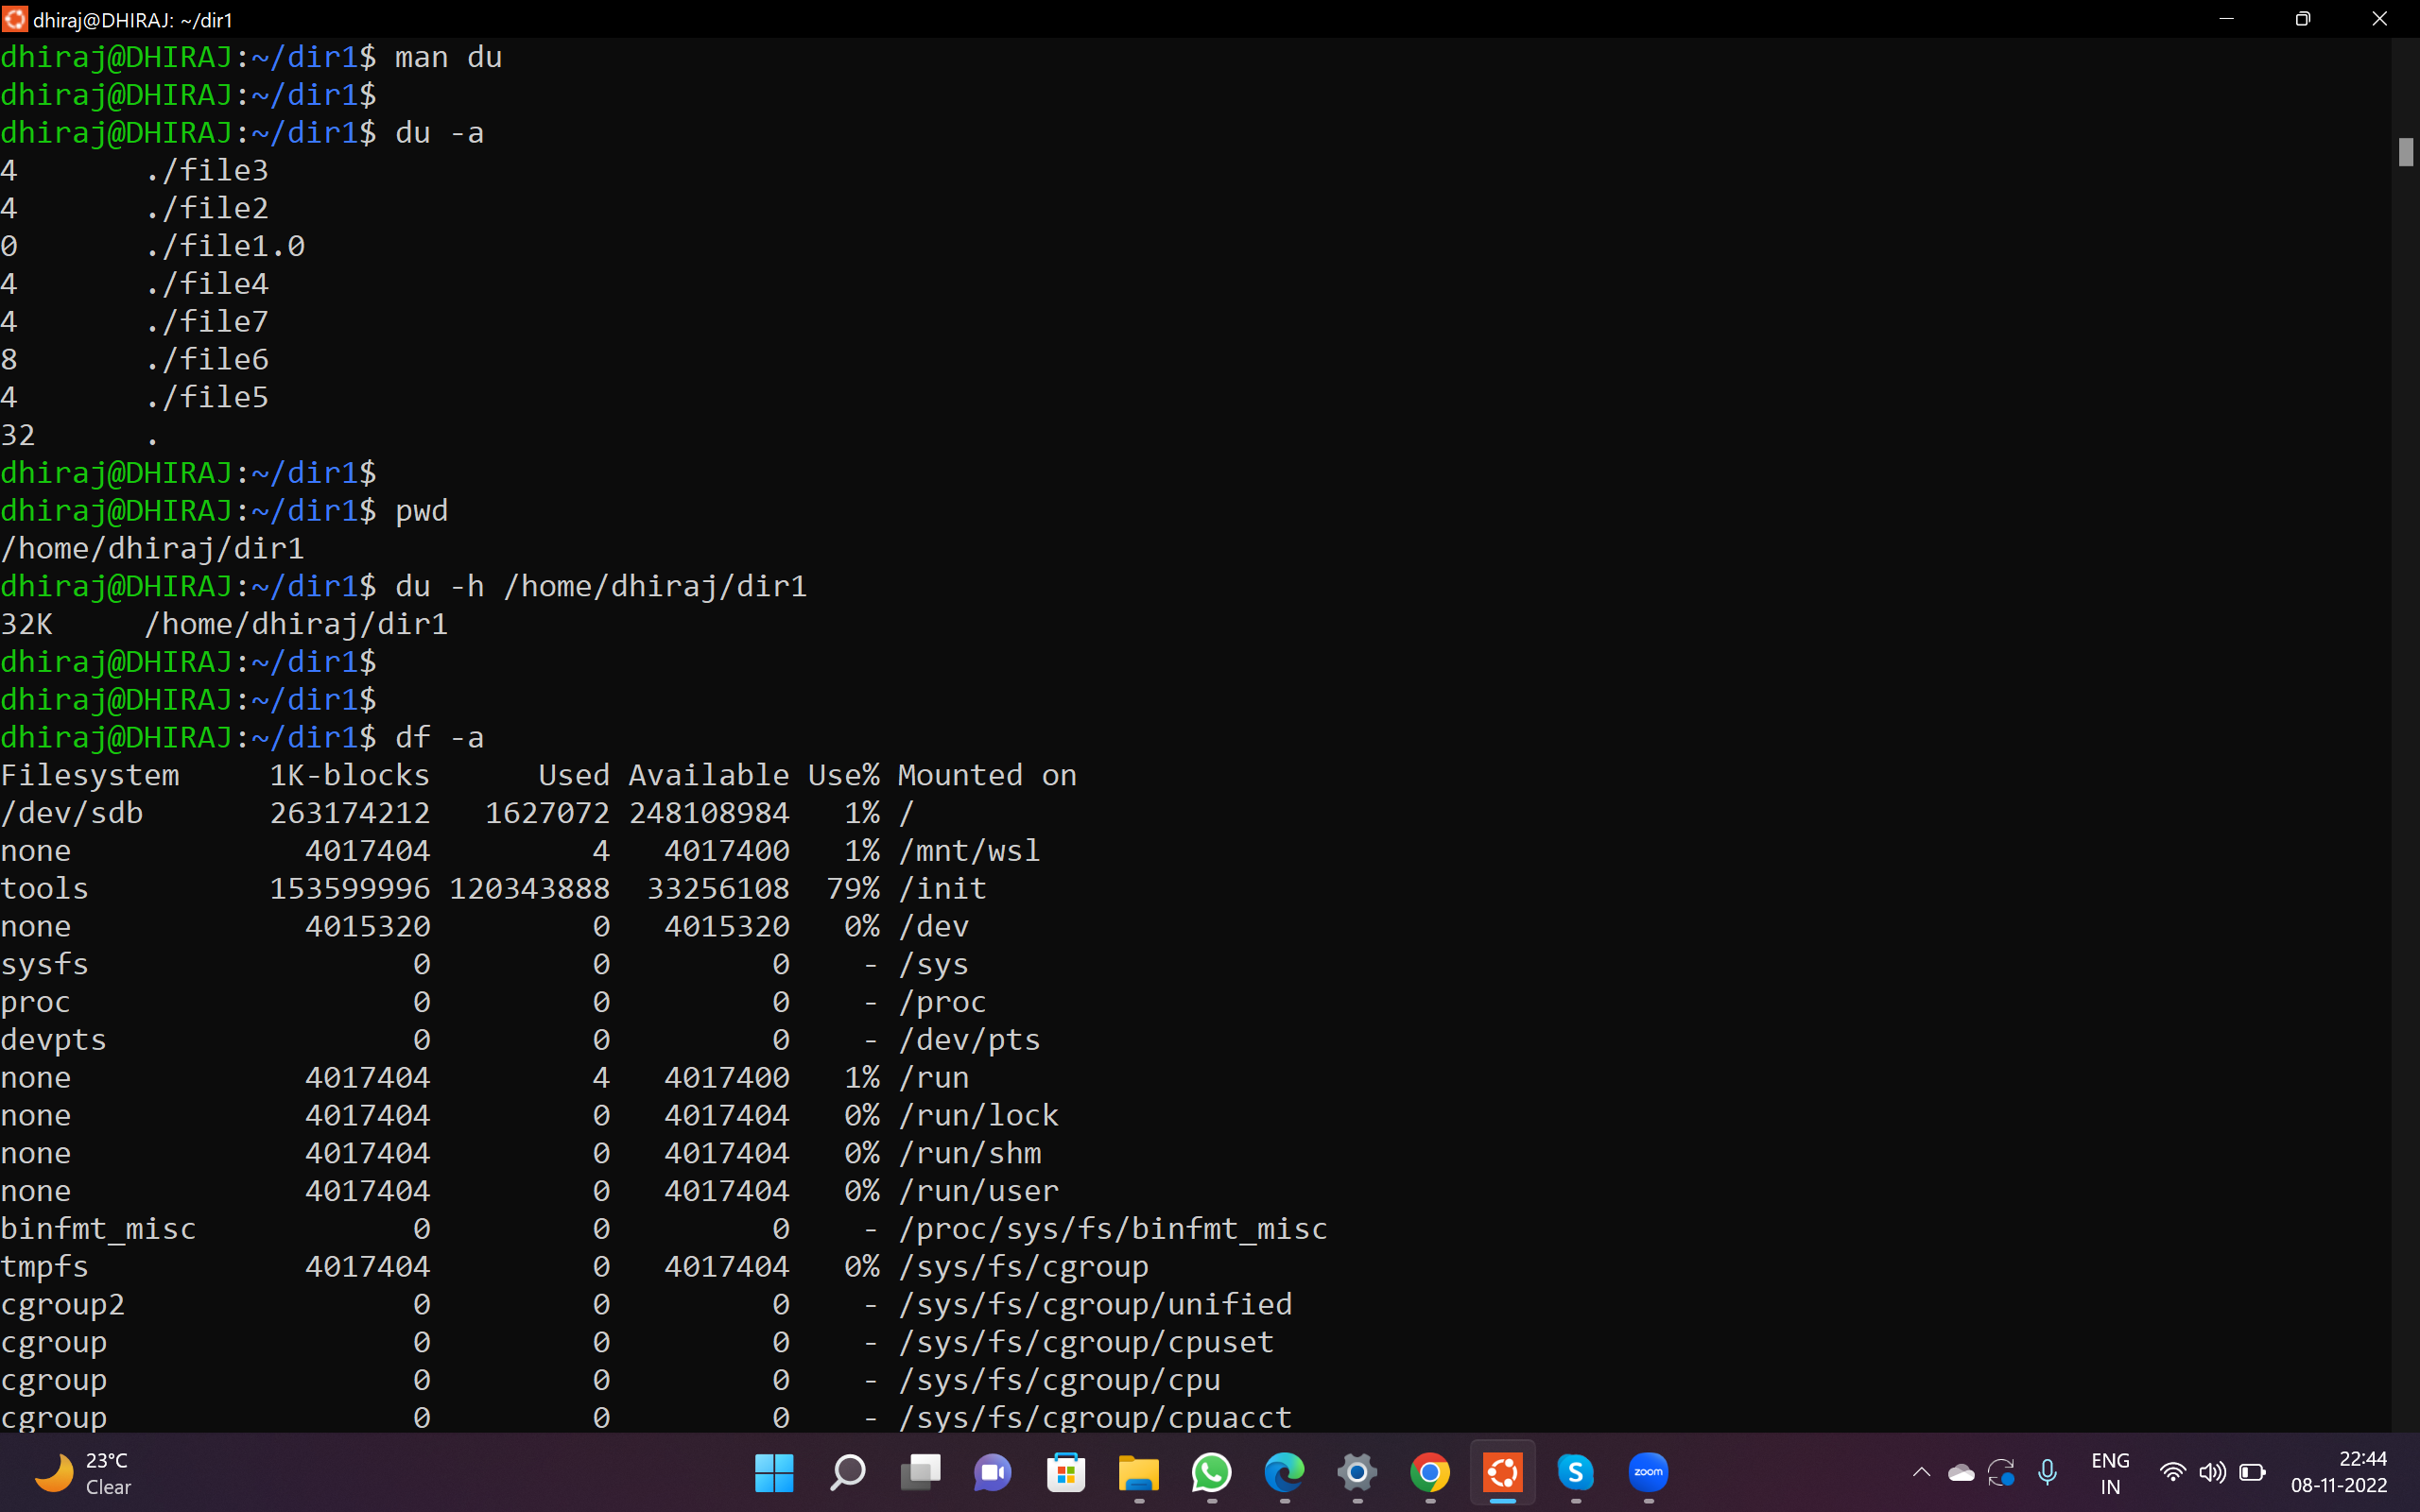 dhiraj@DHIRAJ: ~/dir1
dhiraj@DHIRAJ:~/dir1$ man du
dhiraj@DHIRAJ:~/dir1$
dhiraj@DHIRAJ:~/dir1$ du -a
4       ./file3
4       ./file2
0       ./file1.0
4       ./file4
4       ./file7
8       ./file6
4       ./file5
32      .
dhiraj@DHIRAJ:~/dir1$
dhiraj@DHIRAJ:~/dir1$ pwd
/home/dhiraj/dir1
dhiraj@DHIRAJ:~/dir1$ du -h /home/dhiraj/dir1
32K     /home/dhiraj/dir1
dhiraj@DHIRAJ:~/dir1$
dhiraj@DHIRAJ:~/dir1$
dhiraj@DHIRAJ:~/dir1$ df -a
Filesystem     1K-blocks      Used Available Use% Mounted on
/dev/sdb       263174212   1627072 248108984   1% /
none             4017404         4   4017400   1% /mnt/wsl
tools          153599996 120343888  33256108  79% /init
none             4015320         0   4015320   0% /dev
sysfs                  0         0         0    - /sys
proc                   0         0         0    - /proc
devpts                 0         0         0    - /dev/pts
none             4017404         4   4017400   1% /run
none             4017404         0   4017404   0% /run/lock
none             4017404         0   4017404   0% /run/shm
none             4017404         0   4017404   0% /run/user
binfmt_misc            0         0         0    - /proc/sys/fs/binfmt_misc
tmpfs            4017404         0   4017404   0% /sys/fs/cgroup
cgroup2                0         0         0    - /sys/fs/cgroup/unified
cgroup                 0         0         0    - /sys/fs/cgroup/cpuset
cgroup                 0         0         0    - /sys/fs/cgroup/cpu
cgroup                 0         0         0    - /sys/fs/cgroup/cpuacct
23°C
Clear
S
zoom
ENG
IN
22:44
08-11-2022